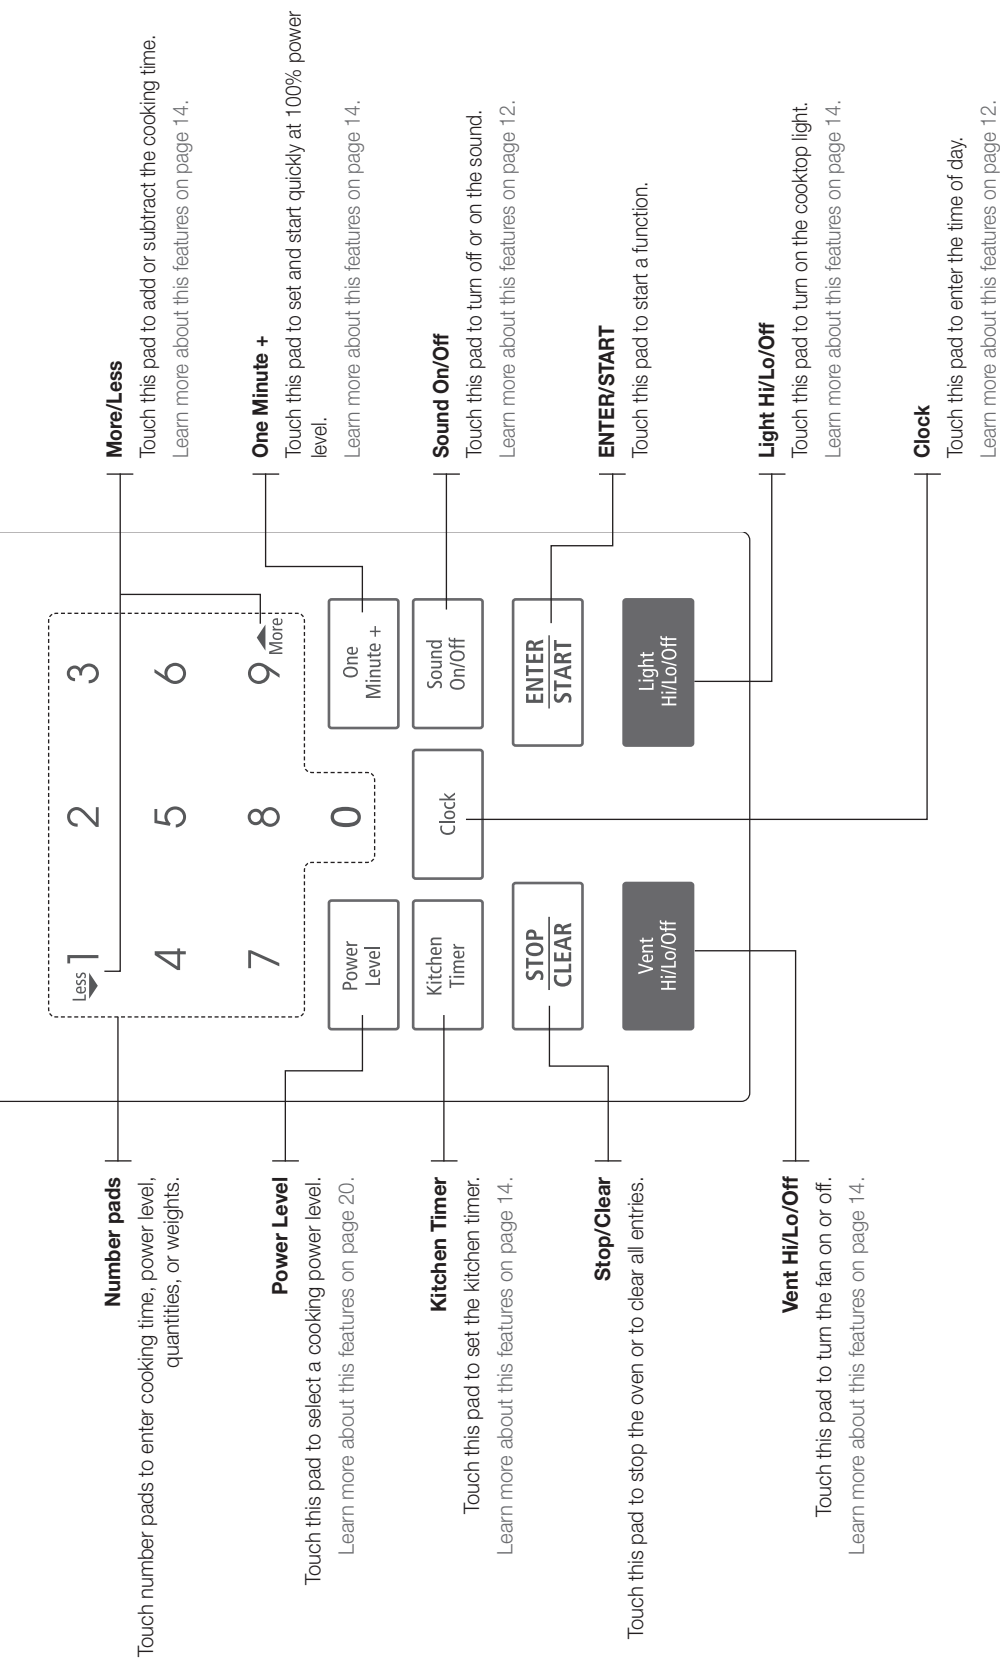 Number pads
Touch number pads to enter cooking time, power level,
quantities, or weights.
Power Level
Touch this pad to select a cooking power level.
Learn more about this features on page 20.
Kitchen Timer
Touch this pad to set the kitchen timer.
Learn more about this features on page 14.
Stop/Clear
Touch this pad to stop the oven or to clear all entries.
Vent Hi/Lo/Off
Touch this pad to turn the fan on or off.
Learn more about this features on page 14.
Less
1 2 3
4 5 6
7 8 9
More
0
Power
Level
One
Minute +
Kitchen
Timer
Clock
Sound
On/Off
STOP
CLEAR
ENTER
START
Vent
Hi/Lo/Off
Light
Hi/Lo/Off
More/Less
Touch this pad to add or subtract the cooking time.
Learn more about this features on page 14.
One Minute +
Touch this pad to set and start quickly at 100% power
level.
Learn more about this features on page 14.
Sound On/Off
Touch this pad to turn off or on the sound.
Learn more about this features on page 12.
ENTER/START
Touch this pad to start a function.
Light Hi/Lo/Off
Touch this pad to turn on the cooktop light.
Learn more about this features on page 14.
Clock
Touch this pad to enter the time of day.
Learn more about this features on page 12.